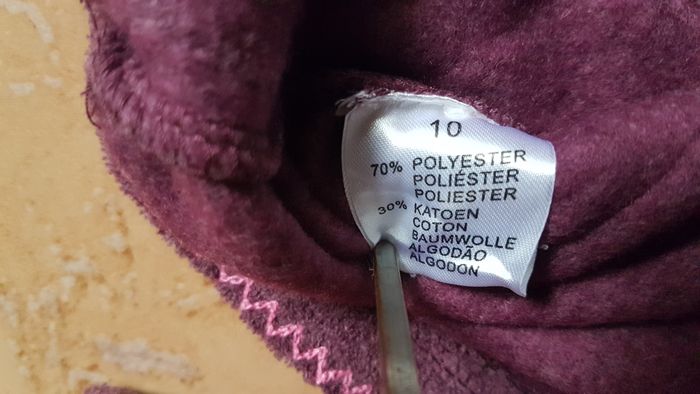 10
70% POLYESTER
POLIÉSTER
POLIESTER
30% KATOEN
COTON
BAUMWOLLE
ALGODÃO
ALGODON